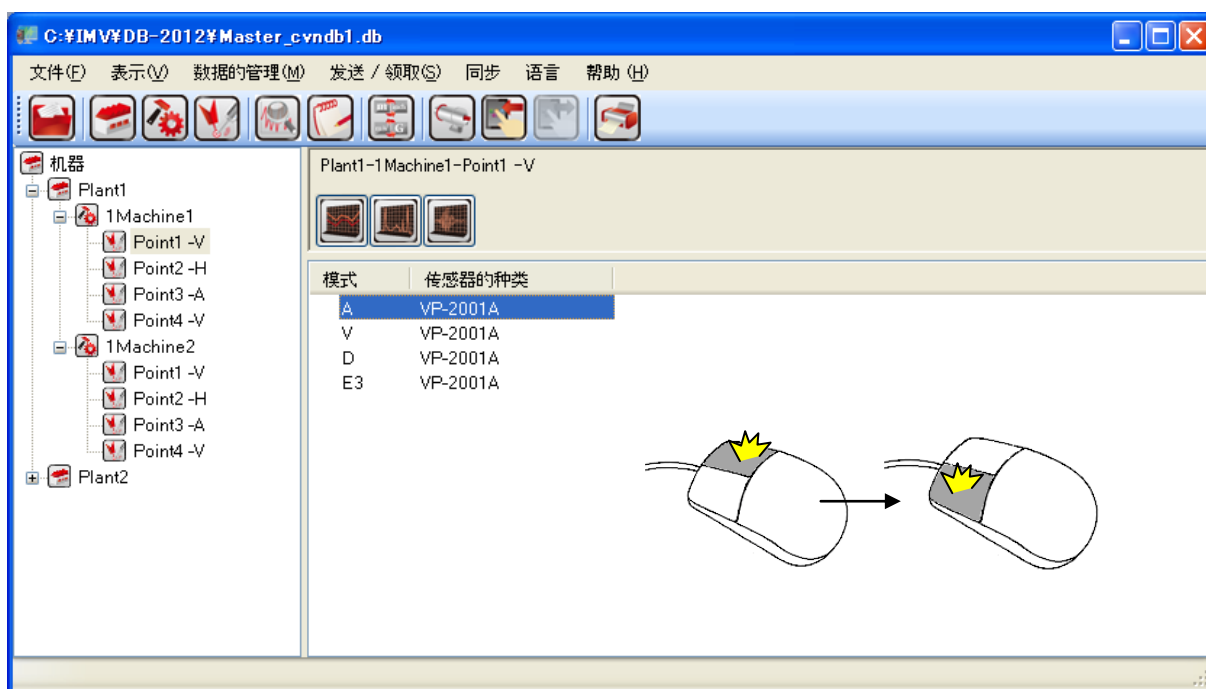 C:¥IMV¥DB-2012¥Master_cvndb1.db
文件(F) 表示(V) 数据的管理(M) 发送 / 领取(S) 同步 语言 帮助 (H)
机器
Plant1
1Machine1
Point1 -V
Point2 -H
Point3 -A
Point4 -V
1Machine2
Point1 -V
Point2 -H
Point3 -A
Point4 -V
Plant2
Plant1-1Machine1-Point1 -V
模式 传感器的种类
A VP-2001A
V VP-2001A
D VP-2001A
E3 VP-2001A